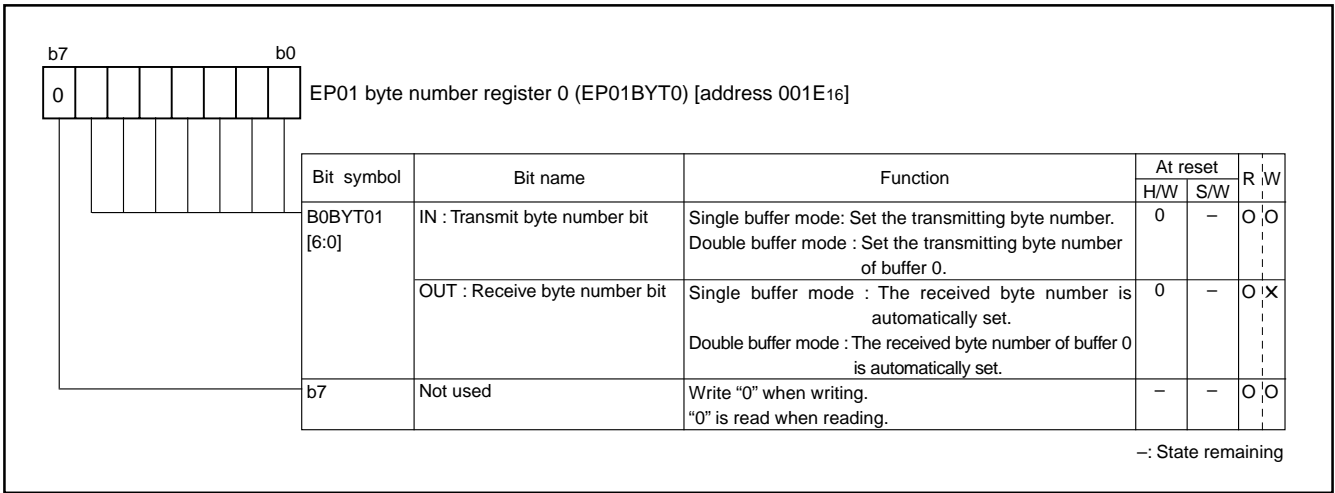 b7 b0
0
EP01 byte number register 0 (EP01BYT0) [address 001E16]
Bit symbol Bit name Function At reset R W
H/W S/W
B0BYT01 IN : Transmit byte number bit Single buffer mode: Set the transmitting byte number. 0 – O O
[6:0] Double buffer mode : Set the transmitting byte number
of buffer 0.
OUT : Receive byte number bit Single buffer mode : The received byte number is 0 – O X
automatically set.
Double buffer mode : The received byte number of buffer 0
is automatically set.
b7 Not used Write “0” when writing. – – O O
“0” is read when reading.
–: State remaining